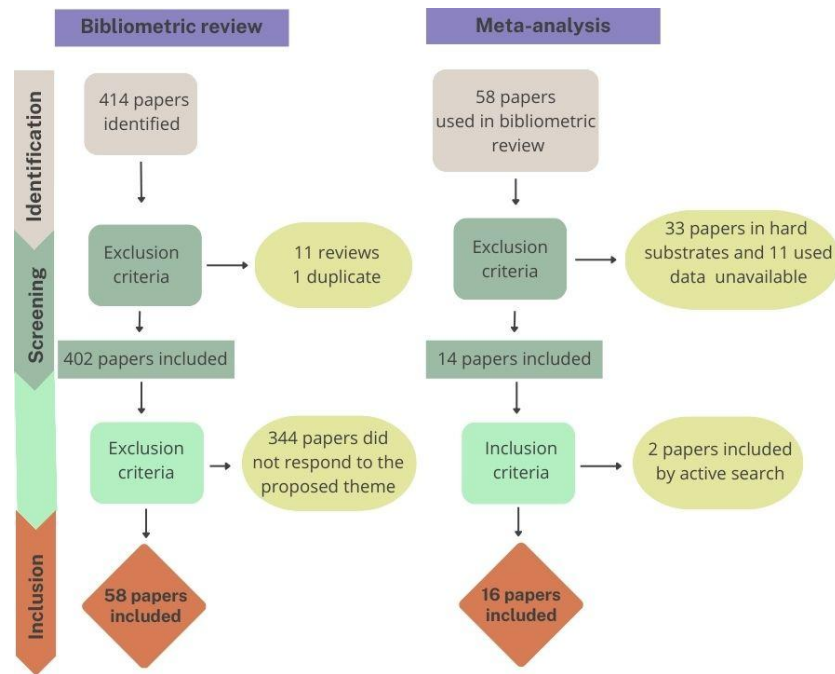 Bibliometric review
Meta-analysis
Identification
Screening
Inclusion
414 papers
identified
Exclusion
criteria
11 reviews
1 duplicate
402 papers included
Exclusion
criteria
344 papers did
not respond to the
proposed theme
58 papers
included
58 papers
used in bibliometric
review
Exclusion
criteria
33 papers in hard
substrates and 11 used
data unavailable
14 papers included
Inclusion
criteria
2 papers included
by active search
16 papers
included